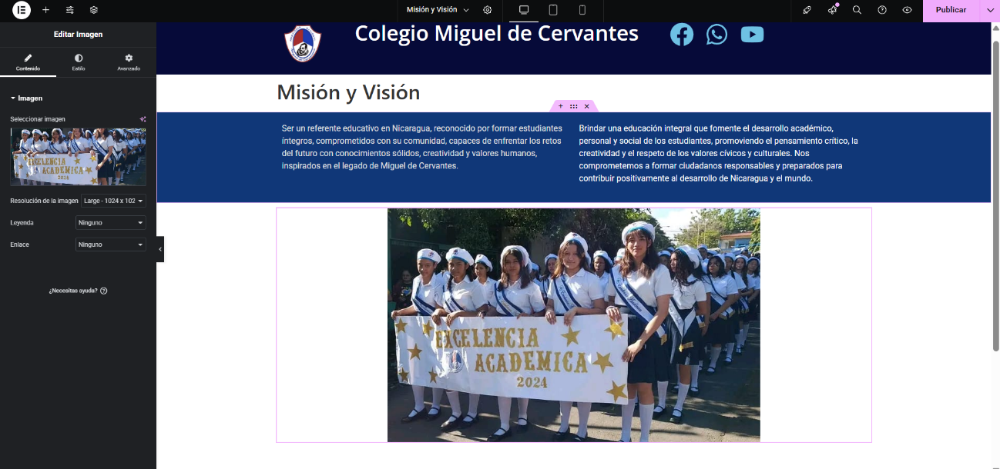 Misión y Visión
Publicar
Editar Imagen
Contenido
Estilo
Avanzado
Imagen
Seleccionar imagen
EXCELENCIA
ACADEMICA
2024
Resolución de la imagen
Large - 1024 x 102
Leyenda
Ninguno
Enlace
Ninguno
¿Necesitas ayuda?
Colegio Miguel de Cervantes
Misión y Visión
Ser un referente educativo en Nicaragua, reconocido por formar estudiantes
íntegros, comprometidos con su comunidad, capaces de enfrentar los retos
del futuro con conocimientos sólidos, creatividad y valores humanos,
inspirados en el legado de Miguel de Cervantes.
Brindar una educación integral que fomente el desarrollo académico,
personal y social de los estudiantes, promoviendo el pensamiento crítico, la
creatividad y el respeto de los valores cívicos y culturales. Nos
comprometemos a formar ciudadanos responsables y preparados para
contribuir positivamente al desarrollo de Nicaragua y el mundo.
EXCELENCIA
ACADEMICA
2024